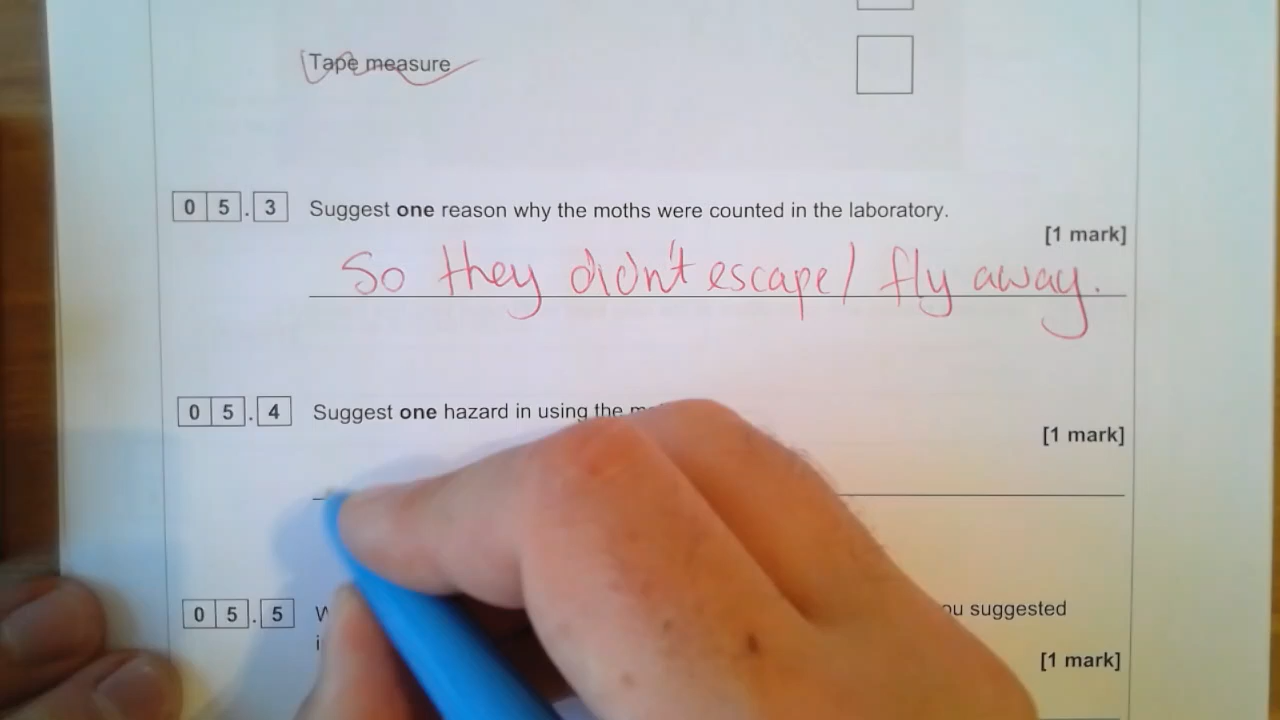 Tape measure
0 5 . 3 Suggest one reason why the moths were counted in the laboratory.
[1 mark]
So they didn't escape / fly away.
0 5 . 4 Suggest one hazard in using the
[1 mark]
0 5 . 5 suggested
[1 mark]